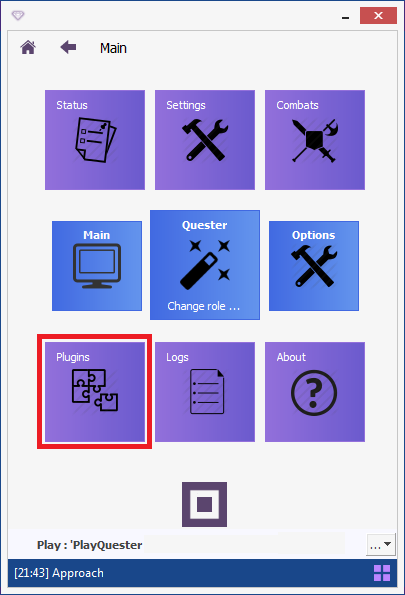 Main
Status
Settings
Combats
Main
Quester
Options
Change role ...
Plugins
Logs
About
Play : 'PlayQuester
...
[21:43] Approach